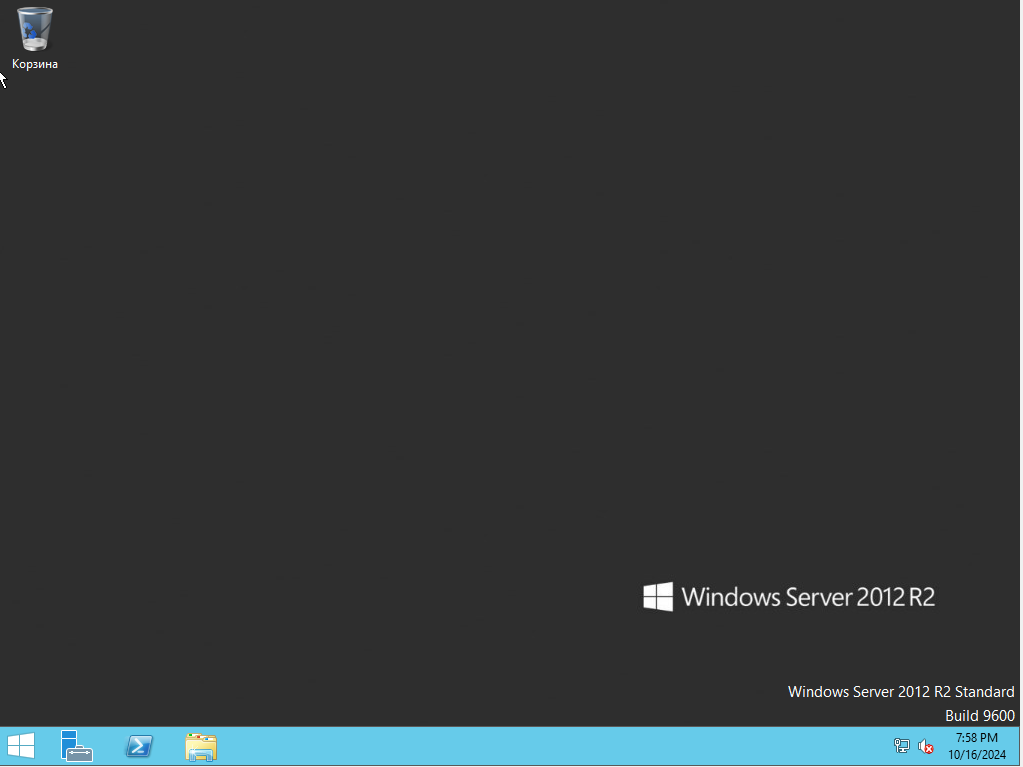 Корзина
Windows Server 2012 R2
Windows Server 2012 R2 Standard
Build 9600
7:58 PM
10/16/2024